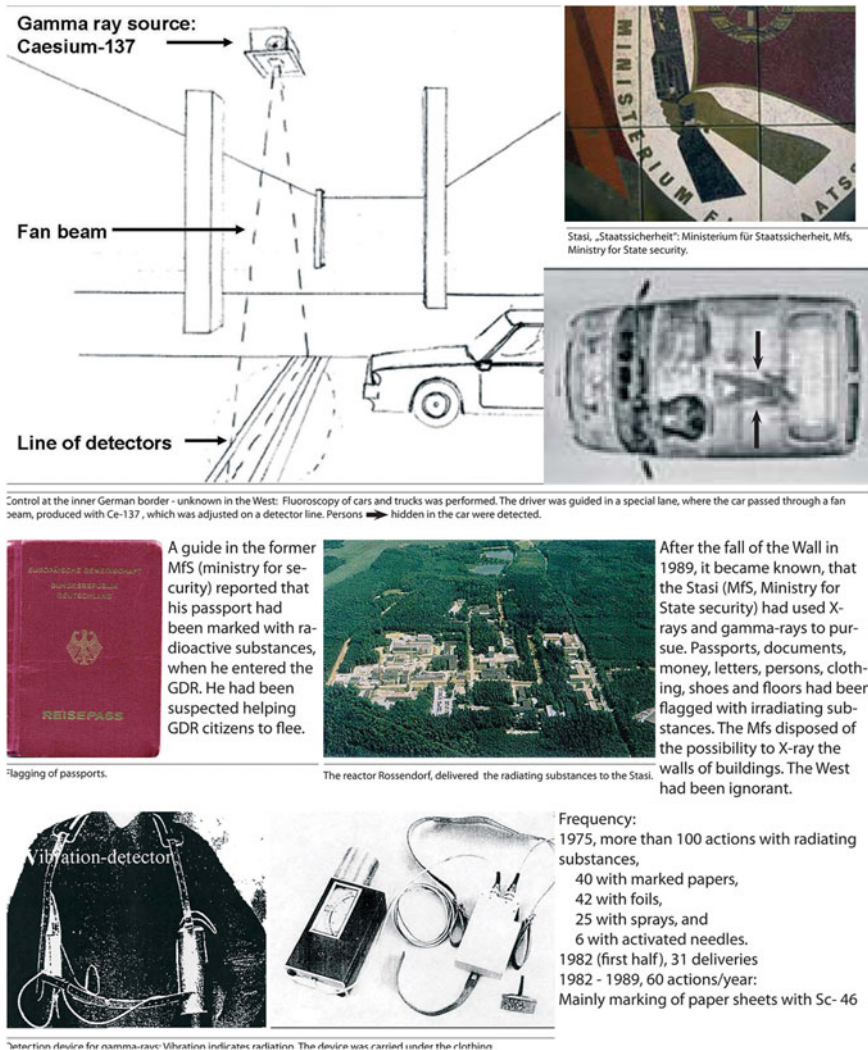 Gamma ray source:
Caesium-137
Fan beam
Line of detectors
MINISTERIUM F
STAATSS
Stasi, „Staatssicherheit": Ministerium für Staatssicherheit, Mfs,
Ministry for State security.
Control at the inner German border - unknown in the West: Fluoroscopy of cars and trucks was performed. The driver was guided in a special lane, where the car passed through a fan
beam, produced with Ce-137 , which was adjusted on a detector line. Persons hidden in the car were detected.
EUROPÄISCHE GEMEINSCHAFT
BUNDESREPUBLIK
DEUTSCHLAND
REISEPASS
Flagging of passports.
A guide in the former
MfS (ministry for se-
curity) reported that
his passport had
been marked with ra-
dioactive substances,
when he entered the
GDR. He had been
suspected helping
GDR citizens to flee.
The reactor Rossendorf, delivered the radiating substances to the Stasi.
After the fall of the Wall in
1989, it became known, that
the Stasi (MfS, Ministry for
State security) had used X-
rays and gamma-rays to pur-
sue. Passports, documents,
money, letters, persons, cloth-
ing, shoes and floors had been
flagged with irradiating sub-
stances. The Mfs disposed of
the possibility to X-ray the
walls of buildings. The West
had been ignorant.
Vibration-detector
Detection device for gamma-rays: Vibration indicates radiation. The device was carried under the clothing.
Frequency:
1975, more than 100 actions with radiating
substances,
40 with marked papers,
42 with foils,
25 with sprays, and
6 with activated needles.
1982 (first half), 31 deliveries
1982 - 1989, 60 actions/year:
Mainly marking of paper sheets with Sc- 46